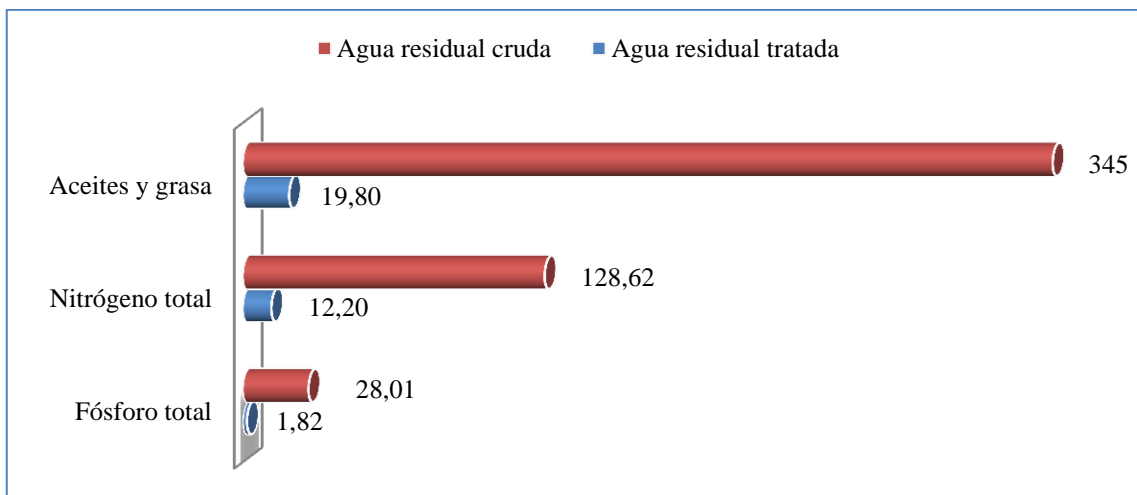 Agua residual cruda Agua residual tratada
345
Aceites y grasa
19,80
128,62
Nitrógeno total
12,20
28,01
Fósforo total
1,82